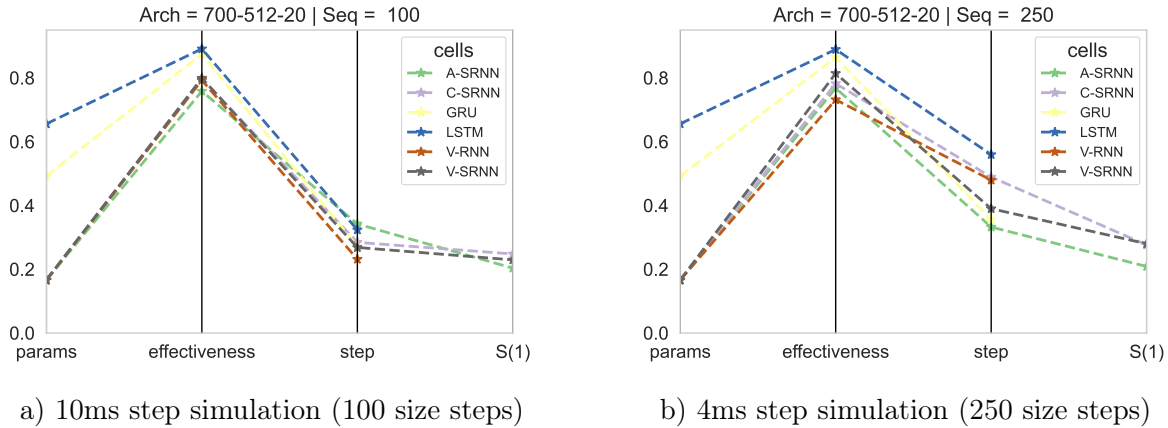 Arch = 700-512-20 | Seq =  100
0.8
0.6
0.4
0.2
0.0
params
effectiveness
step
S(1)
cells
A-SRNN
C-SRNN
GRU
LSTM
V-RNN
V-SRNN
a) 10ms step simulation (100 size steps)
Arch = 700-512-20 | Seq =  250
0.8
0.6
0.4
0.2
0.0
params
effectiveness
step
S(1)
cells
A-SRNN
C-SRNN
GRU
LSTM
V-RNN
V-SRNN
b) 4ms step simulation (250 size steps)